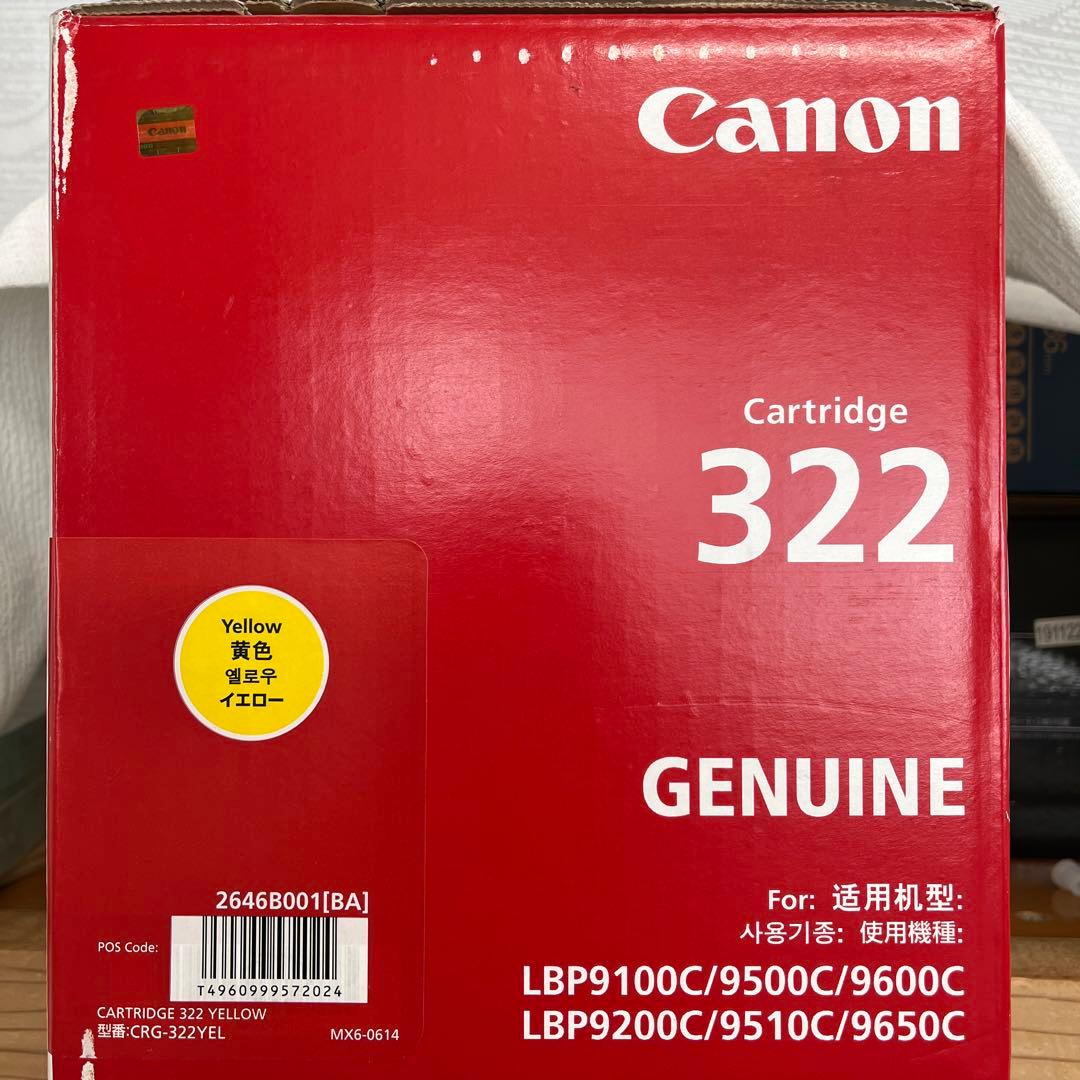 Canon
Canon
Cartridge
322
Yellow
黄色
옐로우
イエロー
GENUINE
2646B001[BA]
POS Code:
T4960999572024
CARTRIDGE 322 YELLOW
型番:CRG-322YEL
MX6-0614
For: 适用机型:
사용기종: 使用機種:
LBP9100C/9500C/9600C
LBP9200C/9510C/9650C